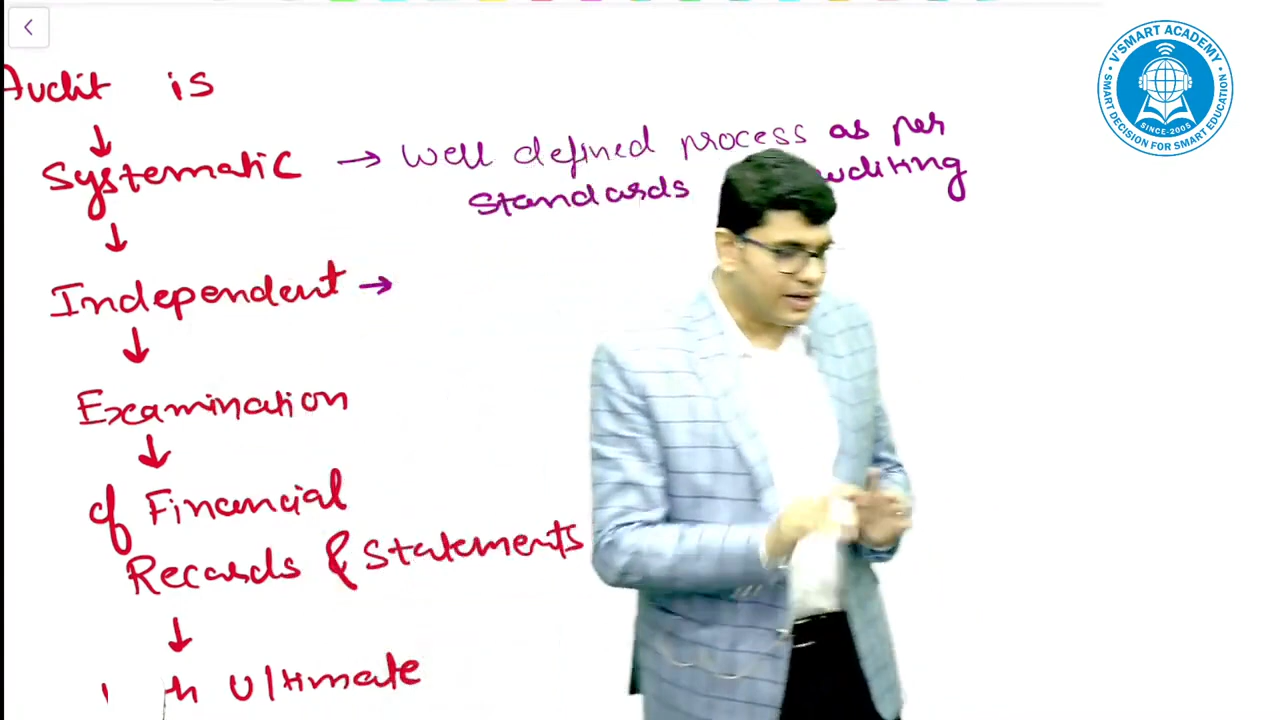 Audit is
↓
Systematic → Well defined process as per
standards auditing
↓
Independent →
↓
Examination
↓
of Financial
Records & Statements
↓
Ultimate
V'SMART ACADEMY
SINCE-2005
SMART DECISION FOR SMART EDUCATION